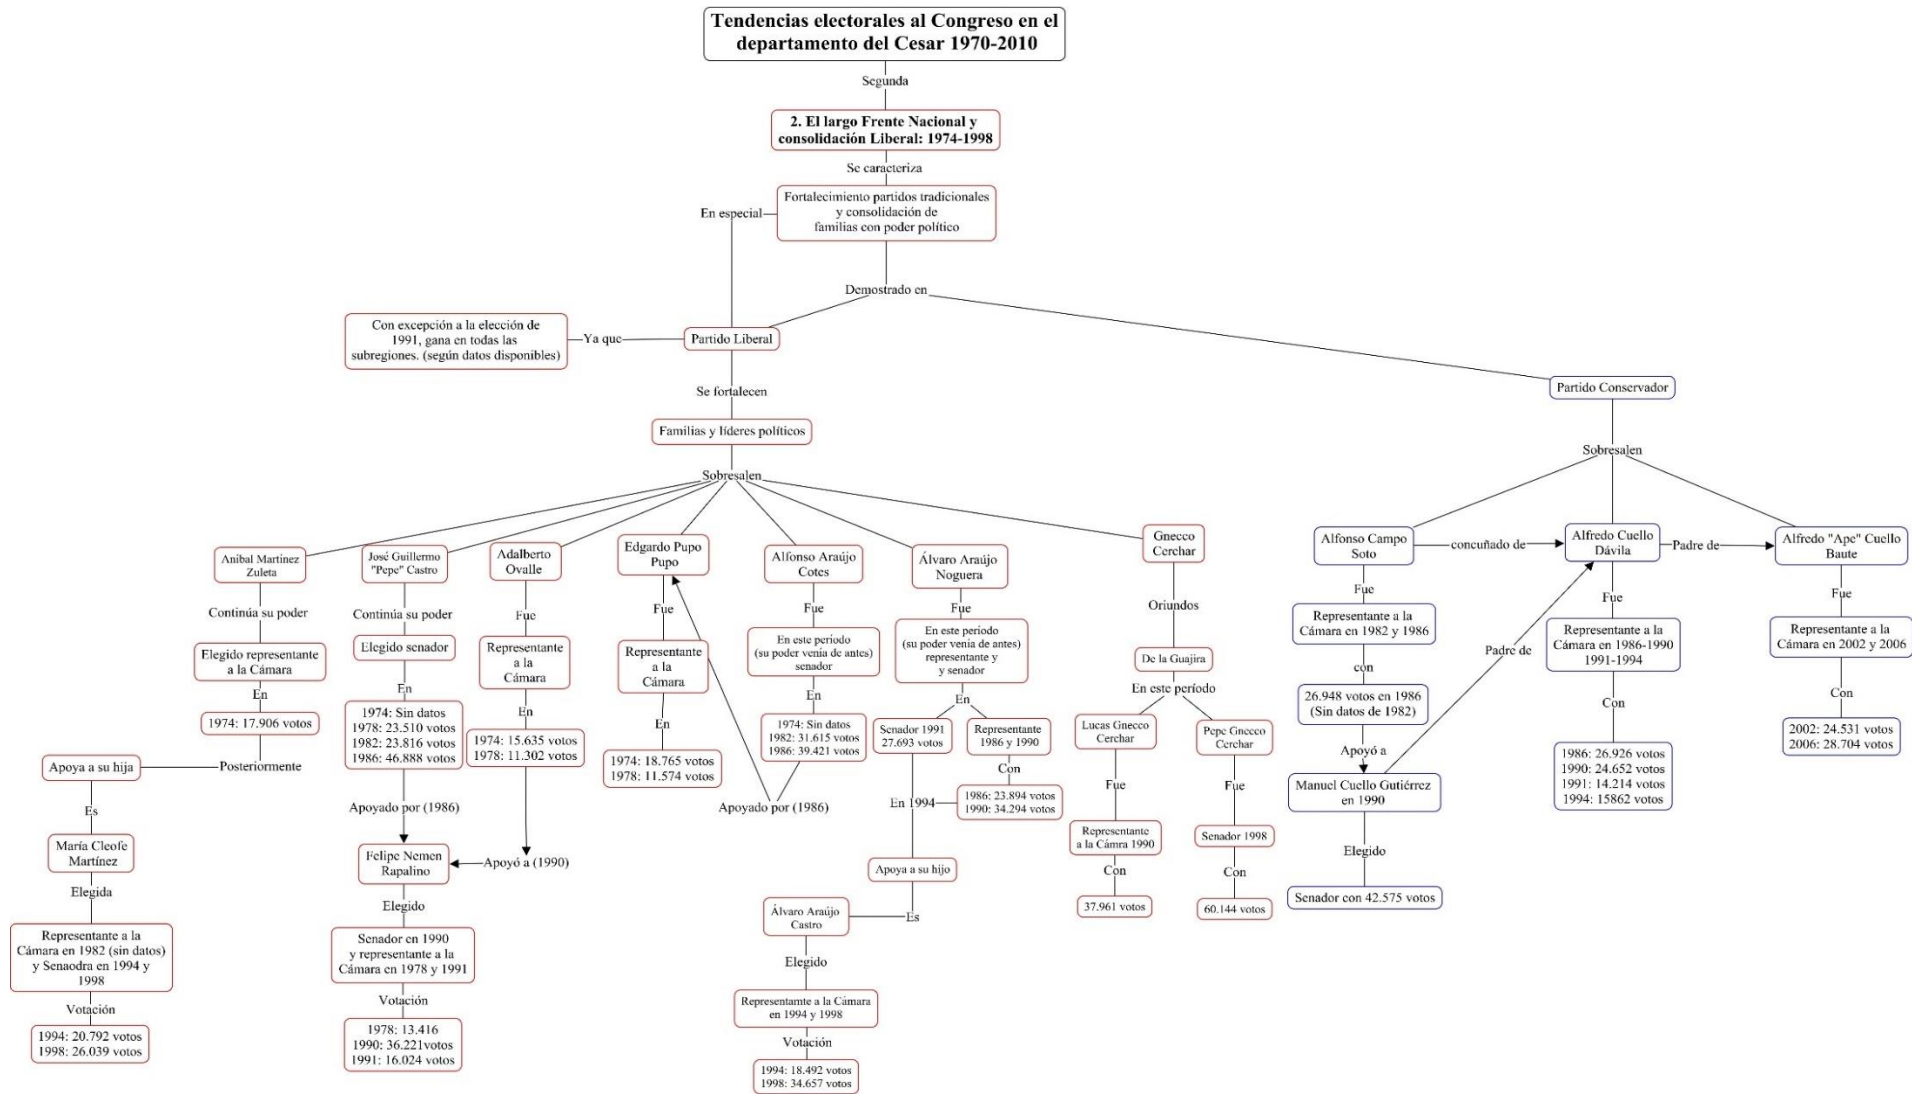 Tendencias electorales al Congreso en el
departamento del Cesar 1970-2010
Segunda
2. El largo Frente Nacional y
consolidación Liberal: 1974-1998
Se caracteriza
Fortalecimiento partidos tradicionales
y consolidación de
familias con poder político
En especial
Demostrado en
Con excepción a la elección de
1991, gana en todas las
subregiones. (según datos disponibles)
Ya que
Partido Liberal
Se fortalecen
Familias y líderes políticos
Sobresalen
Anibal Martínez
Zuleta
Continúa su poder
Elegido representante
a la Cámara
En
1974: 17.906 votos
Posteriormente
Apoya a su hija
Es
María Cleofe
Martínez
Elegida
Representante a la
Cámara en 1982 (sin datos)
y Senaodra en 1994 y
1998
Votación
1994: 20.792 votos
1998: 26.039 votos
José Guillermo
"Pepe" Castro
Continúa su poder
Elegido senador
En
1974: Sin datos
1978: 23.510 votos
1982: 23.816 votos
1986: 46.888 votos
Apoyado por (1986)
Felipe Nemen
Rapalino
Elegido
Senador en 1990
y representante a la
Cámara en 1978 y 1991
Votación
1978: 13.416
1990: 36.221votos
1991: 16.024 votos
Adalberto
Ovalle
Fue
Representante
a la
Cámara
En
1974: 15.635 votos
1978: 11.302 votos
Apoyó a (1990)
Edgardo Pupo
Pupo
Fue
Representante
a la
Cámara
En
1974: 18.765 votos
1978: 11.574 votos
Alfonso Araújo
Cotes
Fue
En este período
(su poder venía de antes)
senador
En
1974: Sin datos
1982: 31.615 votos
1986: 39.421 votos
Apoyado por (1986)
Álvaro Araújo
Noguera
Fue
En este período
(su poder venía de antes)
representante y
y senador
En
Senador 1991
27.693 votos
Representante
1986 y 1990
Con
1986: 23.894 votos
1990: 34.294 votos
En 1994
Apoya a su hijo
Es
Álvaro Araújo
Castro
Elegido
Representamte a la Cámara
en 1994 y 1998
Votación
1994: 18.492 votos
1998: 34.657 votos
Gnecco
Cerchar
Oriundos
De la Guajira
En este período
Lucas Gnecco
Cerchar
Fue
Representante
a la Cámra 1990
Con
37.961 votos
Pepe Gnecco
Cerchar
Fue
Senador 1998
Con
60.144 votos
Partido Conservador
Sobresalen
Alfonso Campo
Soto
concuñado de
Fue
Representante a la
Cámara en 1982 y 1986
con
26.948 votos en 1986
(Sin datos de 1982)
Apoyó a
Manuel Cuello Gutiérrez
en 1990
Elegido
Senador con 42.575 votos
Padre de
Alfredo Cuello
Dávila
Padre de
Fue
Representante a la
Cámara en 1986-1990
1991-1994
Con
1986: 26.926 votos
1990: 24.652 votos
1991: 14.214 votos
1994: 15862 votos
Alfredo "Ape" Cuello
Baute
Fue
Representante a la
Cámara en 2002 y 2006
Con
2002: 24.531 votos
2006: 28.704 votos